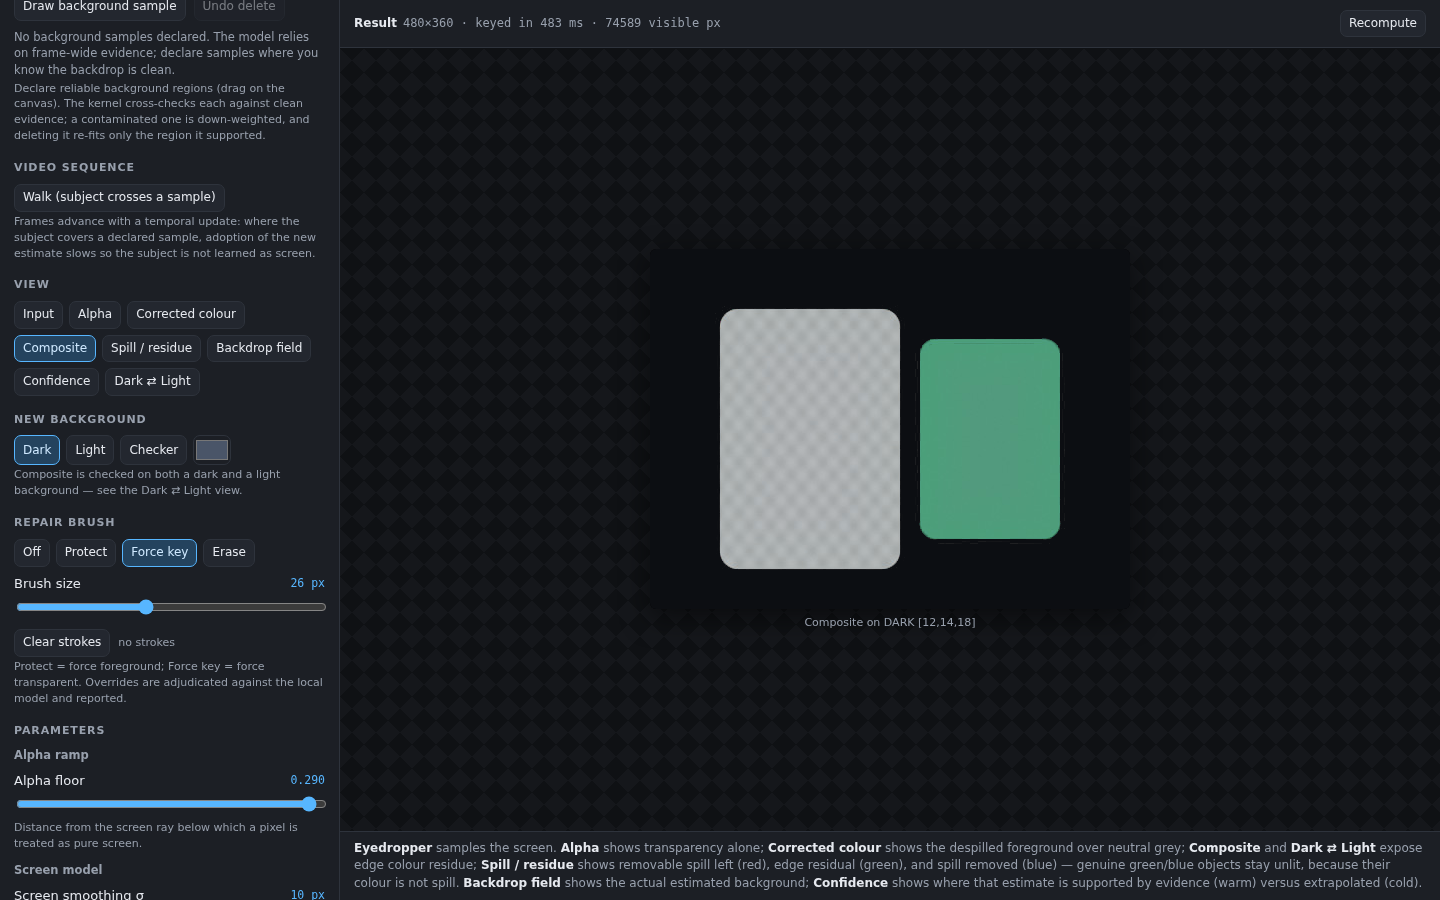 Draw background sample Undo delete
No background samples declared. The model relies
on frame-wide evidence; declare samples where you
know the backdrop is clean.
Declare reliable background regions (drag on the
canvas). The kernel cross-checks each against clean
evidence; a contaminated one is down-weighted, and
deleting it re-fits only the region it supported.
VIDEO SEQUENCE
Walk (subject crosses a sample)
Frames advance with a temporal update: where the
subject covers a declared sample, adoption of the new
estimate slows so the subject is not learned as screen.
VIEW
Input Alpha Corrected colour
Composite Spill / residue Backdrop field
Confidence Dark ⇄ Light
NEW BACKGROUND
Dark Light Checker
Composite is checked on both a dark and a light
background — see the Dark ⇄ Light view.
REPAIR BRUSH
Off Protect Force key Erase
Brush size 26 px
Clear strokes no strokes
Protect = force foreground; Force key = force
transparent. Overrides are adjudicated against the local
model and reported.
PARAMETERS
Alpha ramp
Alpha floor 0.290
Distance from the screen ray below which a pixel is
treated as pure screen.
Screen model
Screen smoothing σ 10 px
Result 480×360 · keyed in 483 ms · 74589 visible px
Recompute
Composite on DARK [12,14,18]
Eyedropper samples the screen. Alpha shows transparency alone; Corrected colour shows the despilled foreground over neutral grey; Composite and Dark ⇄ Light expose
edge colour residue; Spill / residue shows removable spill left (red), edge residual (green), and spill removed (blue) — genuine green/blue objects stay unlit, because their
colour is not spill. Backdrop field shows the actual estimated background; Confidence shows where that estimate is supported by evidence (warm) versus extrapolated (cold).